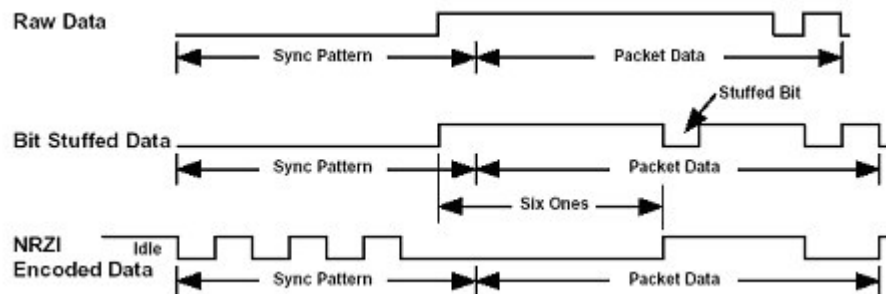 Raw Data
Sync Pattern
Packet Data
Stuffed Bit
Bit Stuffed Data
Sync Pattern
Packet Data
Six Ones
NRZI
Idle
Encoded Data
Sync Pattern
Packet Data